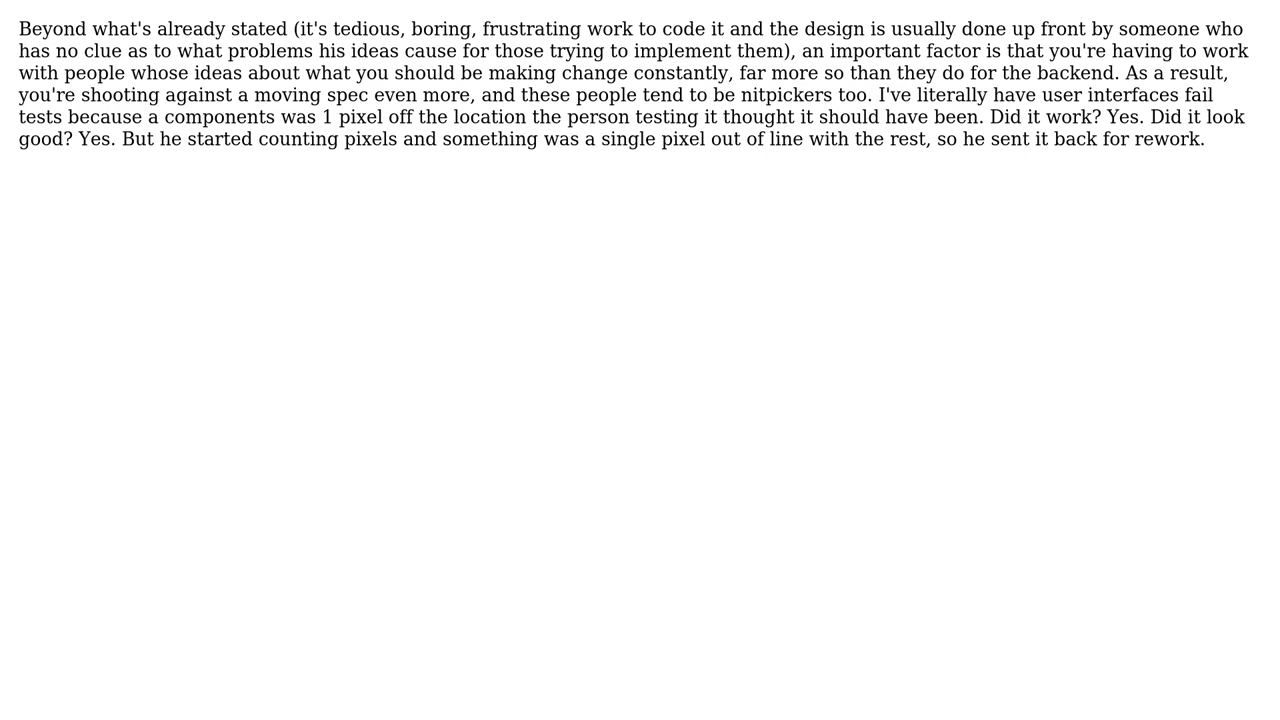 Beyond what's already stated (it's tedious, boring, frustrating work to code it and the design is usually done up front by someone who
has no clue as to what problems his ideas cause for those trying to implement them), an important factor is that you're having to work
with people whose ideas about what you should be making change constantly, far more so than they do for the backend. As a result,
you're shooting against a moving spec even more, and these people tend to be nitpickers too. I've literally have user interfaces fail
tests because a components was 1 pixel off the location the person testing it thought it should have been. Did it work? Yes. Did it look
good? Yes. But he started counting pixels and something was a single pixel out of line with the rest, so he sent it back for rework.